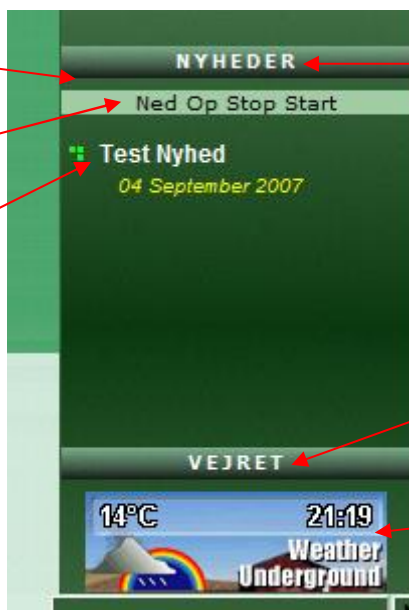 NYHEDER
Ned Op Stop Start
Test Nyhed
04 September 2007
VEJRET
14°C 21:19
Weather
Underground